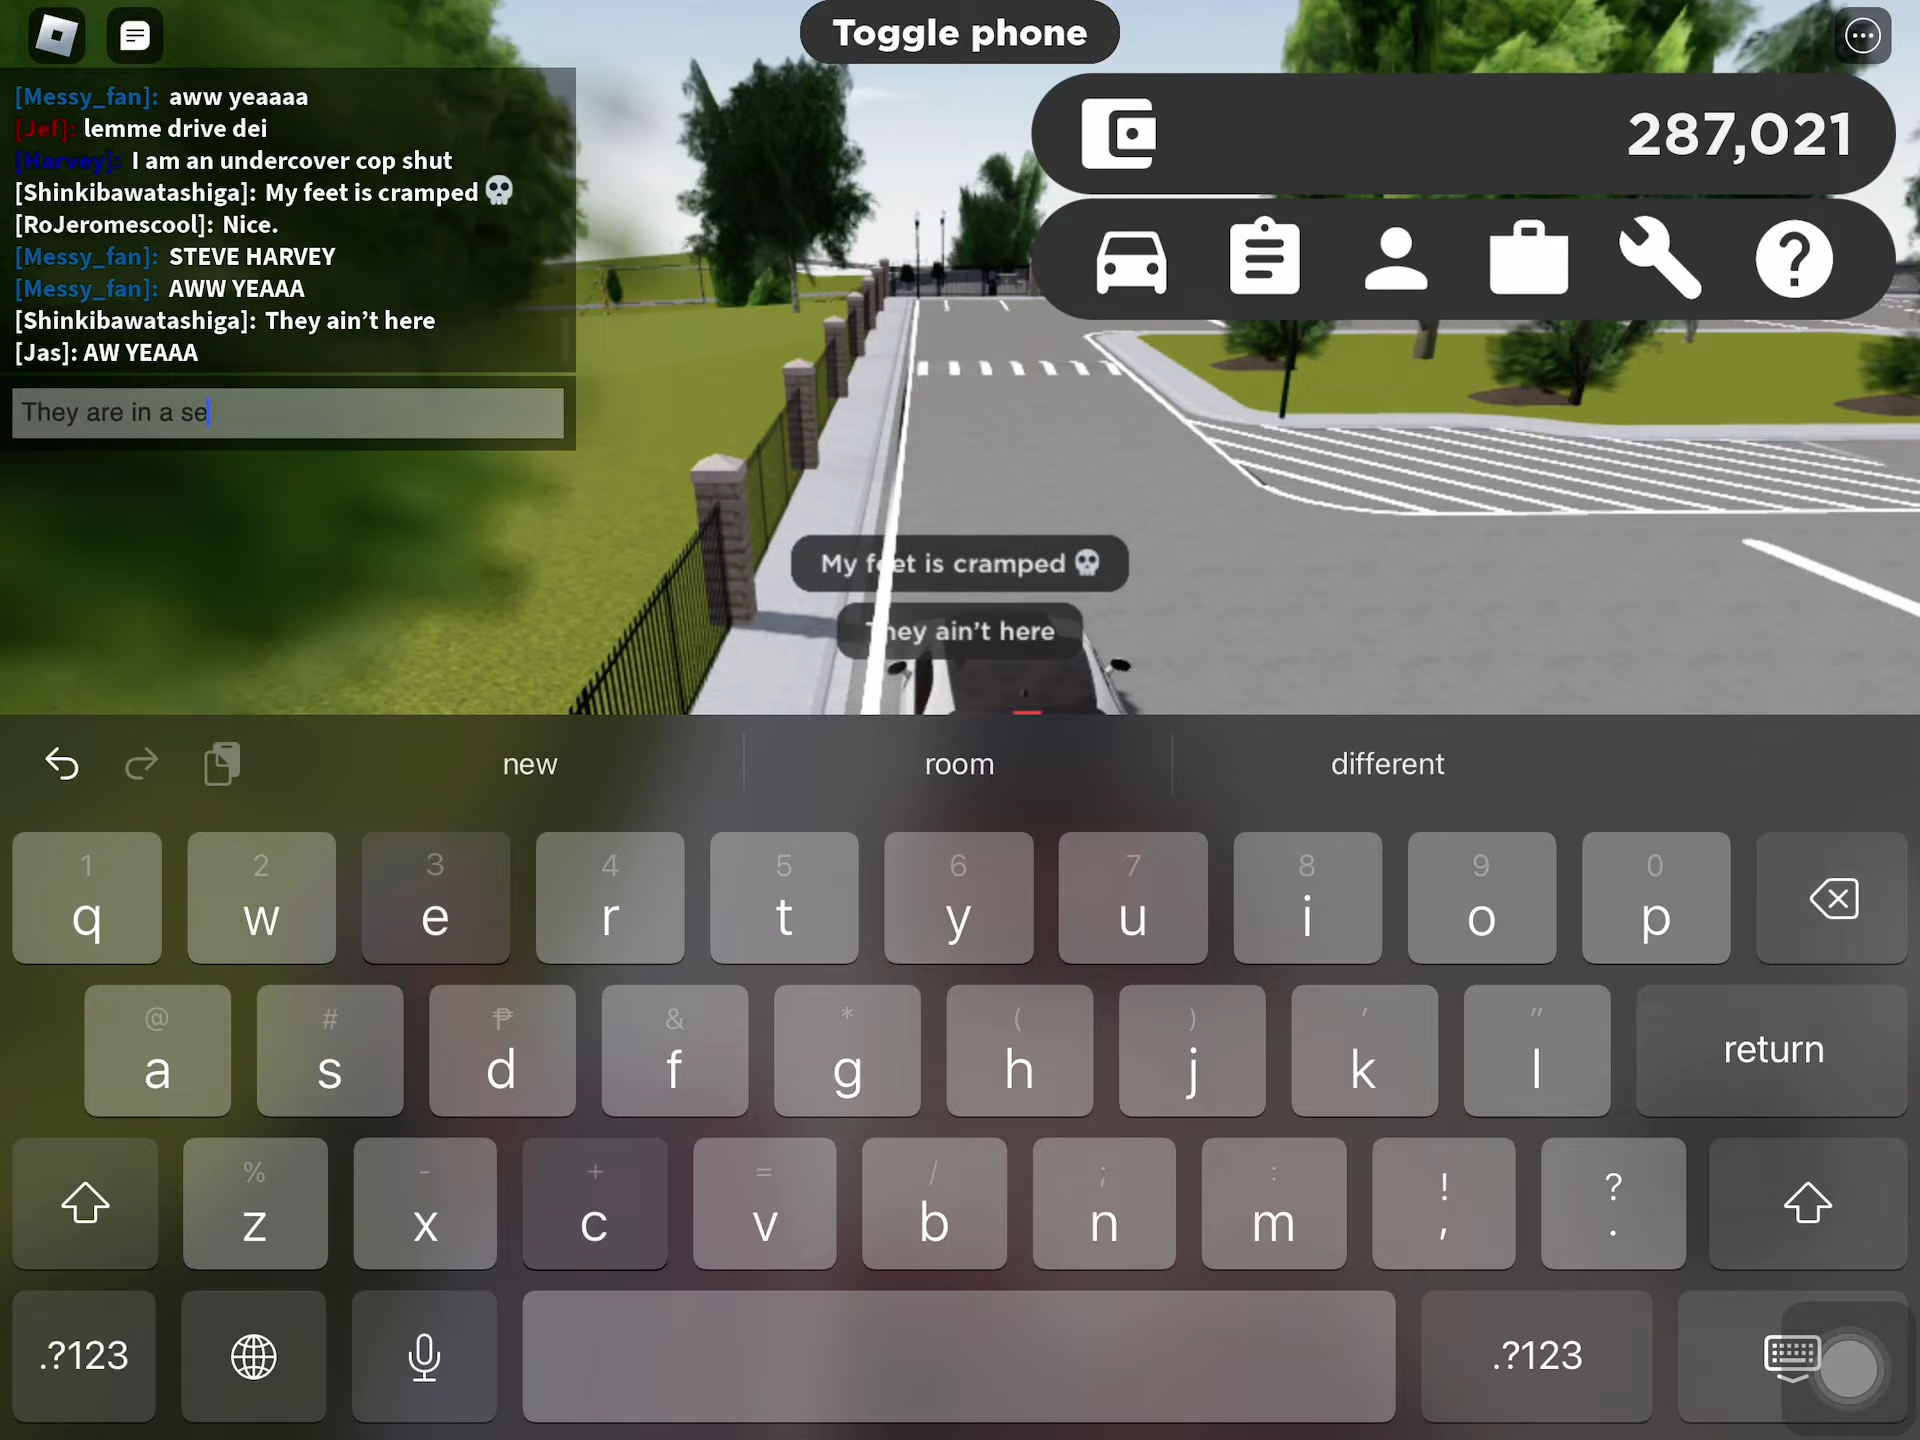 Toggle phone
287,021
[Messy_fan]: aww yeaaaa
[Jef]: lemme drive dei
[Harvey]: I am an undercover cop shut
[Shinkibawatashiga]: My feet is cramped 💀
[RoJeromescool]: Nice.
[Messy_fan]: STEVE HARVEY
[Messy_fan]: AWW YEAAA
[Shinkibawatashiga]: They ain't here
[Jas]: AW YEAAA
They are in a se
My feet is cramped 💀
They ain't here
new room different
1 2 3 4 5 6 7 8 9 0
q w e r t y u i o p
@ # ₱ & * ( ) ' "
a s d f g h j k l return
% - + = / ; : ! ?
z x c v b n m , .
.?123 .?123